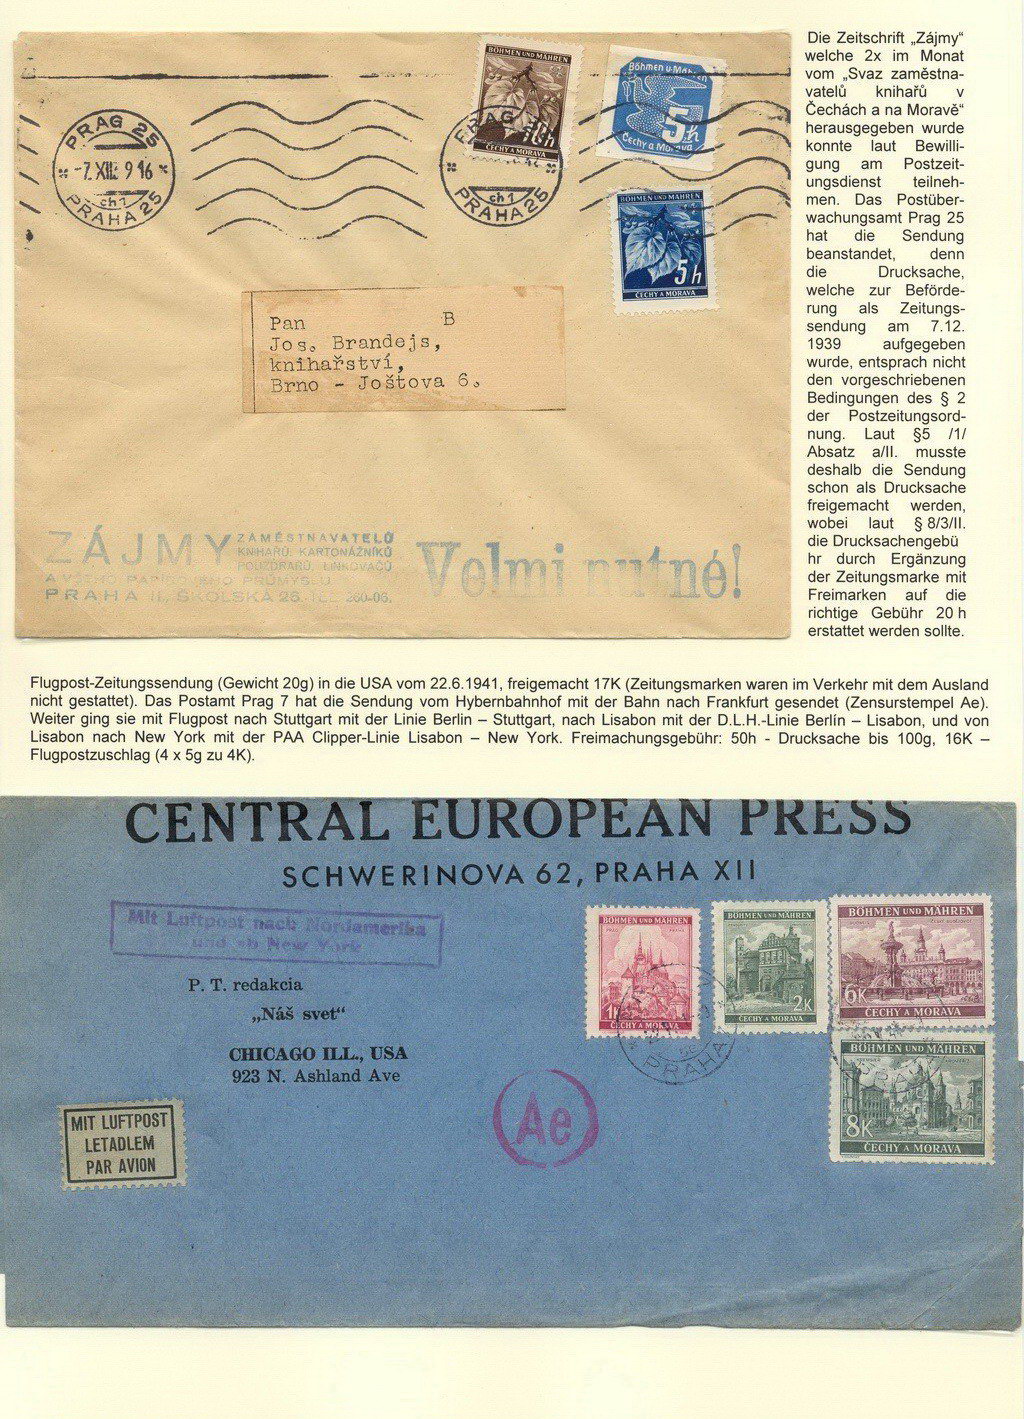 Die Zeitschrift „Zájmy“
welche 2x im Monat
vom „Svaz zaměstna-
vatelů knihařů v
Čechách a na Moravě“
herausgegeben wurde
konnte laut Bewilli-
gung am Postzeit-
ungsdienst teilneh-
men. Das Postüber-
wachungsamt Prag 25
hat die Sendung
beanstandet, denn
die Drucksache,
welche zur Beförde-
rung als Zeitungs-
sendung am 7.12.
1939 aufgegeben
wurde, entsprach nicht
den vorgeschriebenen
Bedingungen des § 2
der Postzeitungsord-
nung. Laut §5 /1/
Absatz a/II. musste
deshalb die Sendung
schon als Drucksache
freigemacht werden,
wobei laut § 8/3/II.
die Drucksachengebü
hr durch Ergänzung
der Zeitungsmarke mit
Freimarken auf die
richtige Gebühr 20 h
erstattet werden sollte.
PRAG 25
-7.XII. 9 16
ch 1
PRAHA 25
PRAG
ch 1
PRAHA 25
BÖHMEN UND MÄHREN
ČECHY A MORAVA
Böhmen u. Mähren
5h
Čechy a Morava
BÖHMEN UND MÄHREN
5h
ČECHY A MORAVA
Pan B
Jos. Brandejs,
knihařství,
Brno - Joštova 6.
ZÁJMY ZAMĚSTNAVATELŮ
KNIHAŘŮ, KARTONÁŽNÍKŮ
POUZDRAŘŮ, LINKOVAČŮ
A VŠEHO PAPÍROVÉHO PRŮMYSLU
PRAHA II., ŠKOLSKÁ 26.
Velmi nutné!
Flugpost-Zeitungssendung (Gewicht 20g) in die USA vom 22.6.1941, freigemacht 17K (Zeitungsmarken waren im Verkehr mit dem Ausland
nicht gestattet). Das Postamt Prag 7 hat die Sendung vom Hybernbahnhof mit der Bahn nach Frankfurt gesendet (Zensurstempel Ae).
Weiter ging sie mit Flugpost nach Stuttgart mit der Linie Berlin – Stuttgart, nach Lisabon mit der D.L.H.-Linie Berlín – Lisabon, und von
Lisabon nach New York mit der PAA Clipper-Linie Lisabon – New York. Freimachungsgebühr: 50h - Drucksache bis 100g, 16K –
Flugpostzuschlag (4 x 5g zu 4K).
CENTRAL EUROPEAN PRESS
SCHWERINOVA 62, PRAHA XII
Mit Luftpost nach Nordamerika
und ab New York
P. T. redakcia
„Náš svet“
CHICAGO ILL., USA
923 N. Ashland Ave
MIT LUFTPOST
LETADLEM
PAR AVION
Ae
BÖHMEN UND MÄHREN
ČECHY A MORAVA
BÖHMEN UND MÄHREN
2K
ČECHY A MORAVA
BÖHMEN UND MÄHREN
6K
ČECHY A MORAVA
BÖHMEN UND MÄHREN
8K
ČECHY A MORAVA
PRAHA